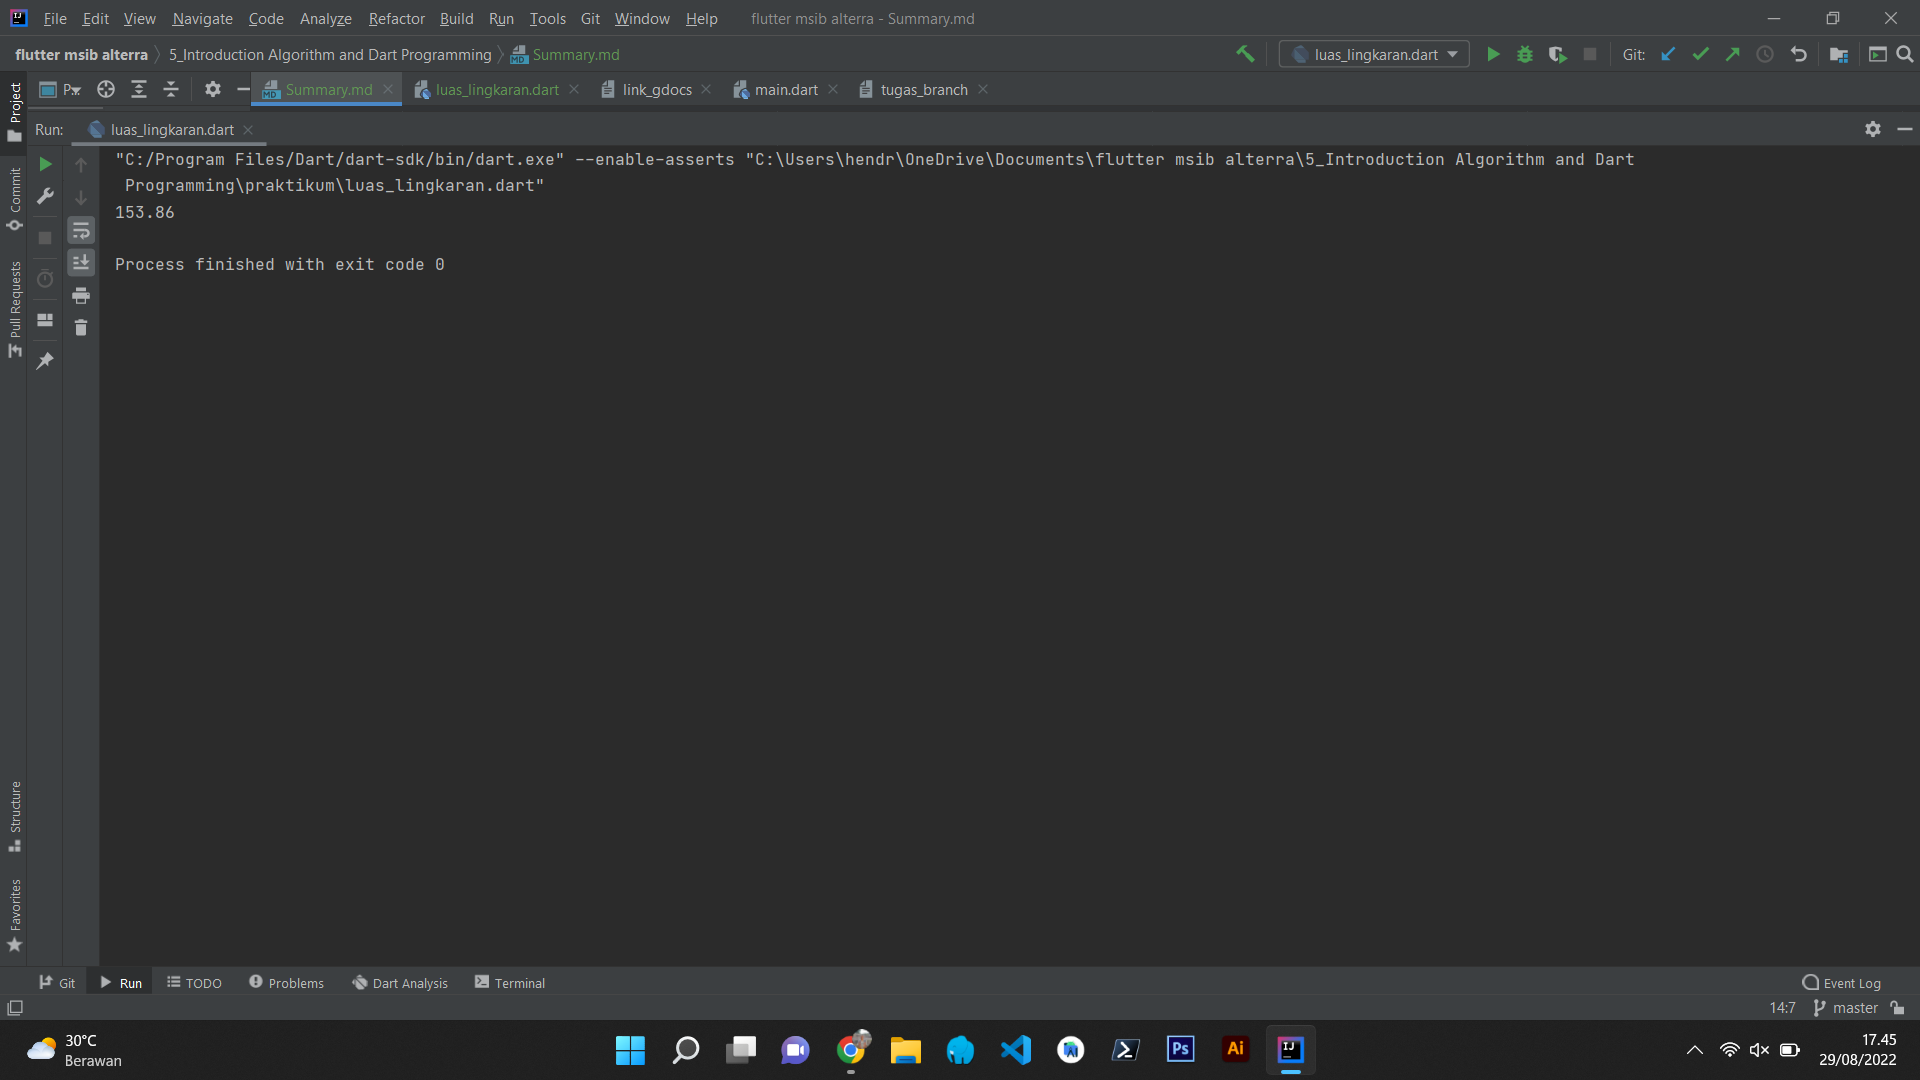 File Edit View Navigate Code Analyze Refactor Build Run Tools Git Window Help flutter msib alterra - Summary.md
flutter msib alterra 5_Introduction Algorithm and Dart Programming Summary.md luas_lingkaran.dart Git:
P... Summary.md luas_lingkaran.dart link_gdocs main.dart tugas_branch
Project
Commit
Pull Requests
Structure
Favorites
Run: luas_lingkaran.dart
"C:/Program Files/Dart/dart-sdk/bin/dart.exe" --enable-asserts "C:\Users\hendr\OneDrive\Documents\flutter msib alterra\5_Introduction Algorithm and Dart
Programming\praktikum\luas_lingkaran.dart"
153.86
Process finished with exit code 0
Git Run TODO Problems Dart Analysis Terminal Event Log
14:7 master
30°C
Berawan
Ps Ai IJ
17.45
29/08/2022